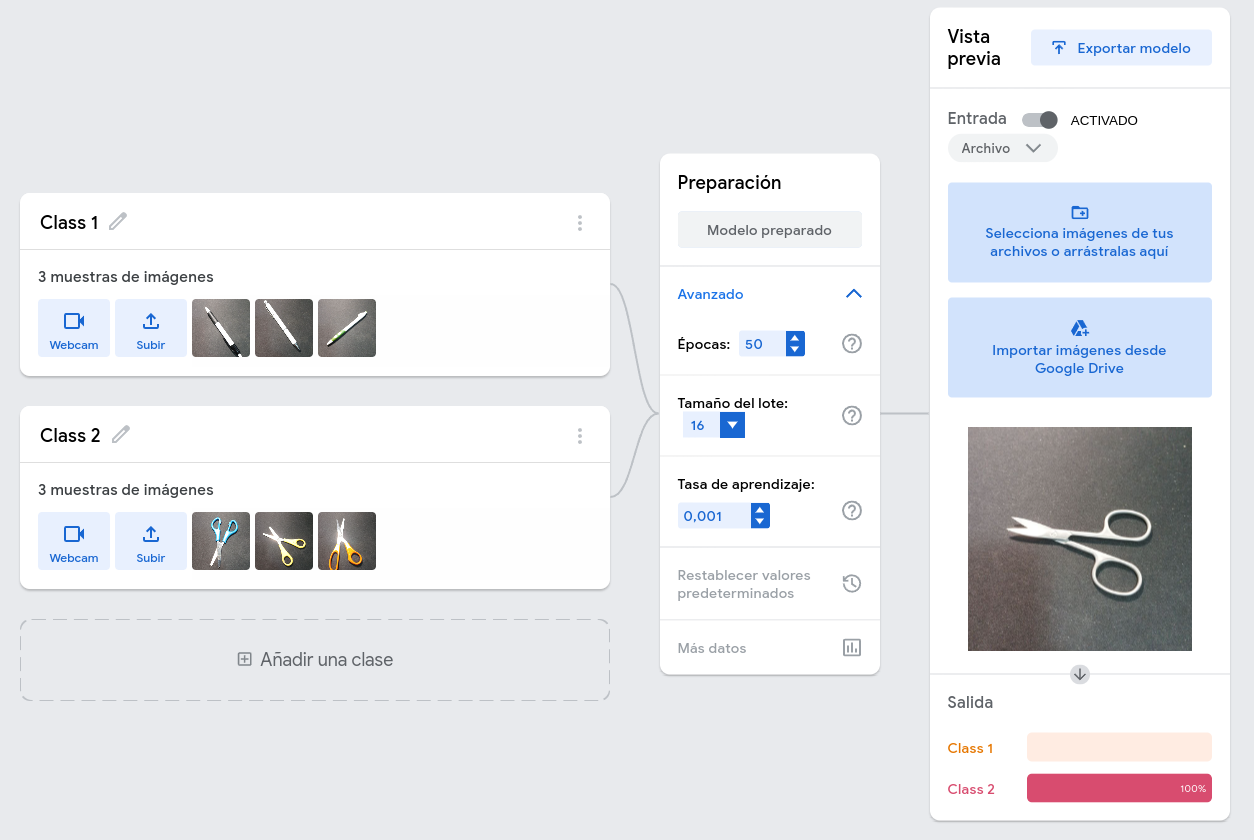 Class 1
3 muestras de imágenes
Webcam
Subir
Class 2
3 muestras de imágenes
Webcam
Subir
Añadir una clase
Preparación
Modelo preparado
Avanzado
Épocas: 50
Tamaño del lote:
16
Tasa de aprendizaje:
0,001
Restablecer valores
predeterminados
Más datos
Vista
previa
Exportar modelo
Entrada ACTIVADO
Archivo
Selecciona imágenes de tus
archivos o arrástralas aquí
Importar imágenes desde
Google Drive
Salida
Class 1
Class 2 100%